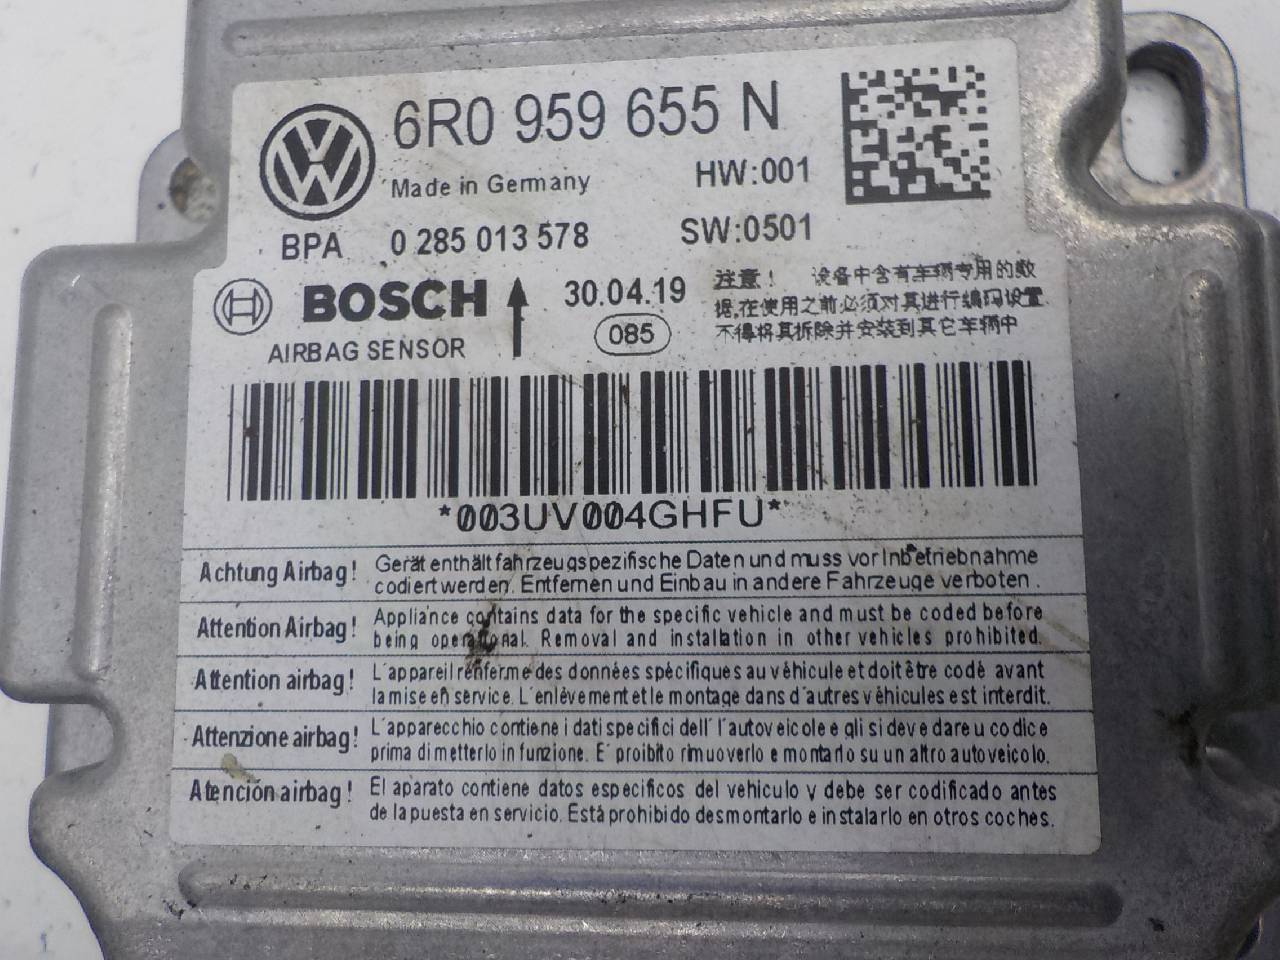 6R0 959 655 N
Made in Germany HW:001
BPA 0 285 013 578 SW:0501
BOSCH 30.04.19
AIRBAG SENSOR 085
注意！ 设备中含有车辆专用的数
据,在使用之前必须对其进行编码设置
不得将其拆除并安装到其它车辆中
*003UV004GHFU*
Achtung Airbag! Gerät enthält fahrzeugspezifische Daten und muss vor Inbetriebnahme
codiert werden. Entfernen und Einbau in andere Fahrzeuge verboten.
Attention Airbag! Appliance contains data for the specific vehicle and must be coded before
being operational. Removal and installation in other vehicles prohibited.
Attention airbag! L'appareil renferme des données spécifiques au véhicule et doit être codé avant
la mise en service. L'enlèvement et le montage dans d'autres véhicules est interdit.
Attenzione airbag! L'apparecchio contiene i dati specifici dell'l'autoveicolo e gli si deve dare u codice
prima di metterlo in funzione. E' proibito rimuoverlo e montarlo su un altro autoveicolo.
Atención airbag! El aparato contiene datos especificos del vehiculo y debe ser codificado antes
de la puesta en servicio. Está prohibido desmontarlo e instalarlo en otros coches.